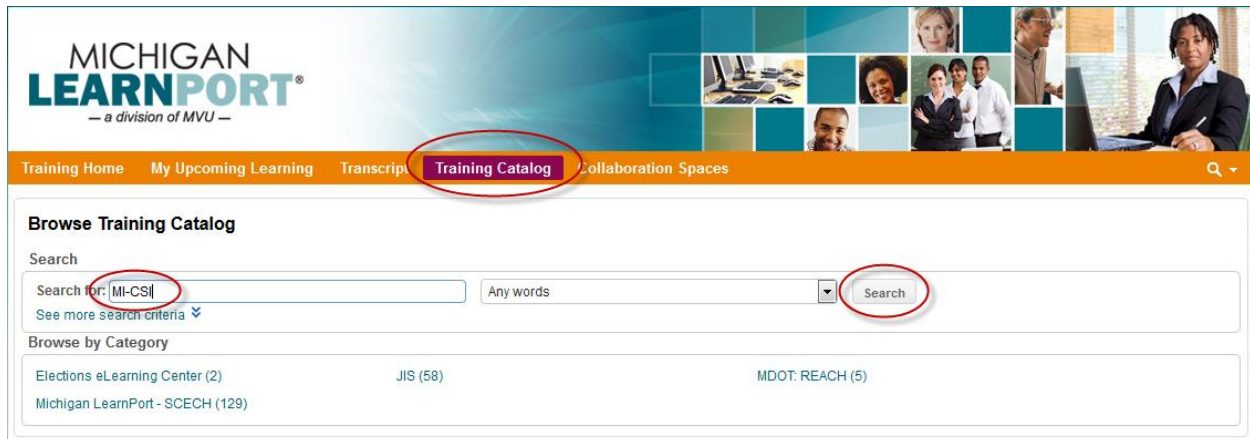 MICHIGAN
LEARNPORT®
— a division of MVU —
Training Home My Upcoming Learning Transcript Training Catalog Collaboration Spaces
Browse Training Catalog
Search
Search for: MI-CSI Any words Search
See more search criteria
Browse by Category
Elections eLearning Center (2) JIS (58) MDOT: REACH (5)
Michigan LearnPort - SCECH (129)